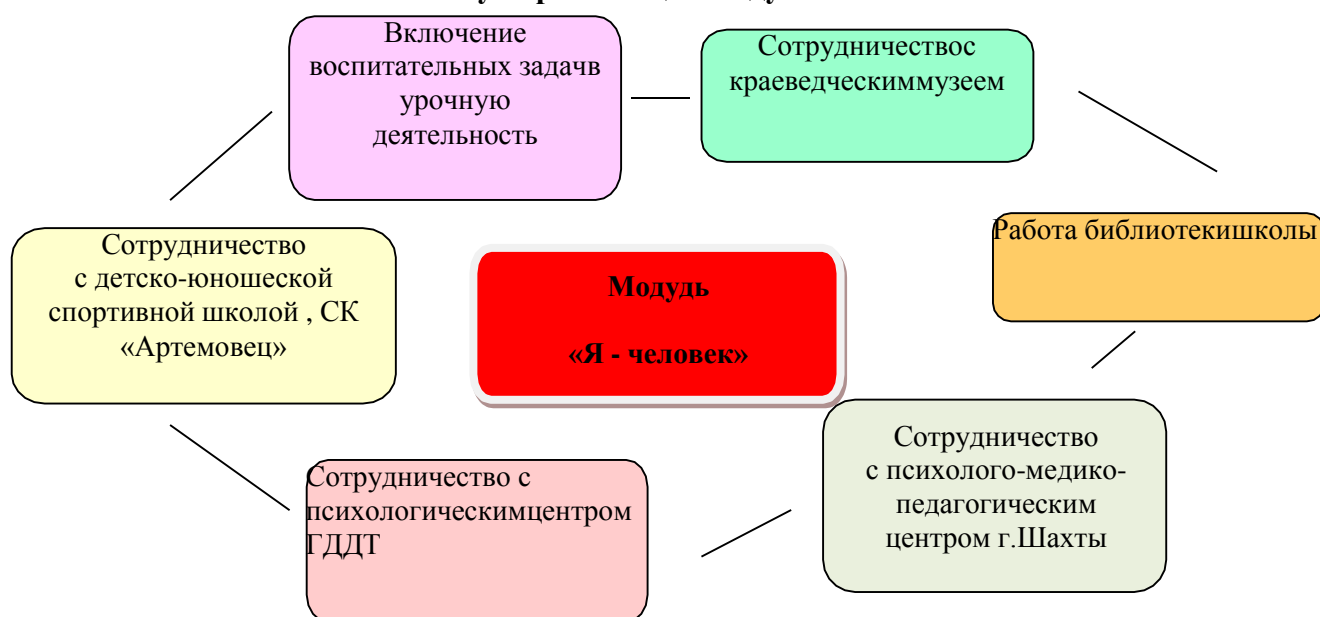 Включение
воспитательных задачв
урочную
деятельность
Сотрудничествос
краеведческиммузеем
Работа библиотекишколы
Сотрудничество
с детско-юношеской
спортивной школой , СК
«Артемовец»
Модудь
«Я - человек»
Сотрудничество
с психолого-медико-
педагогическим
центром г.Шахты
Сотрудничество с
психологическимцентром
ГДДТ